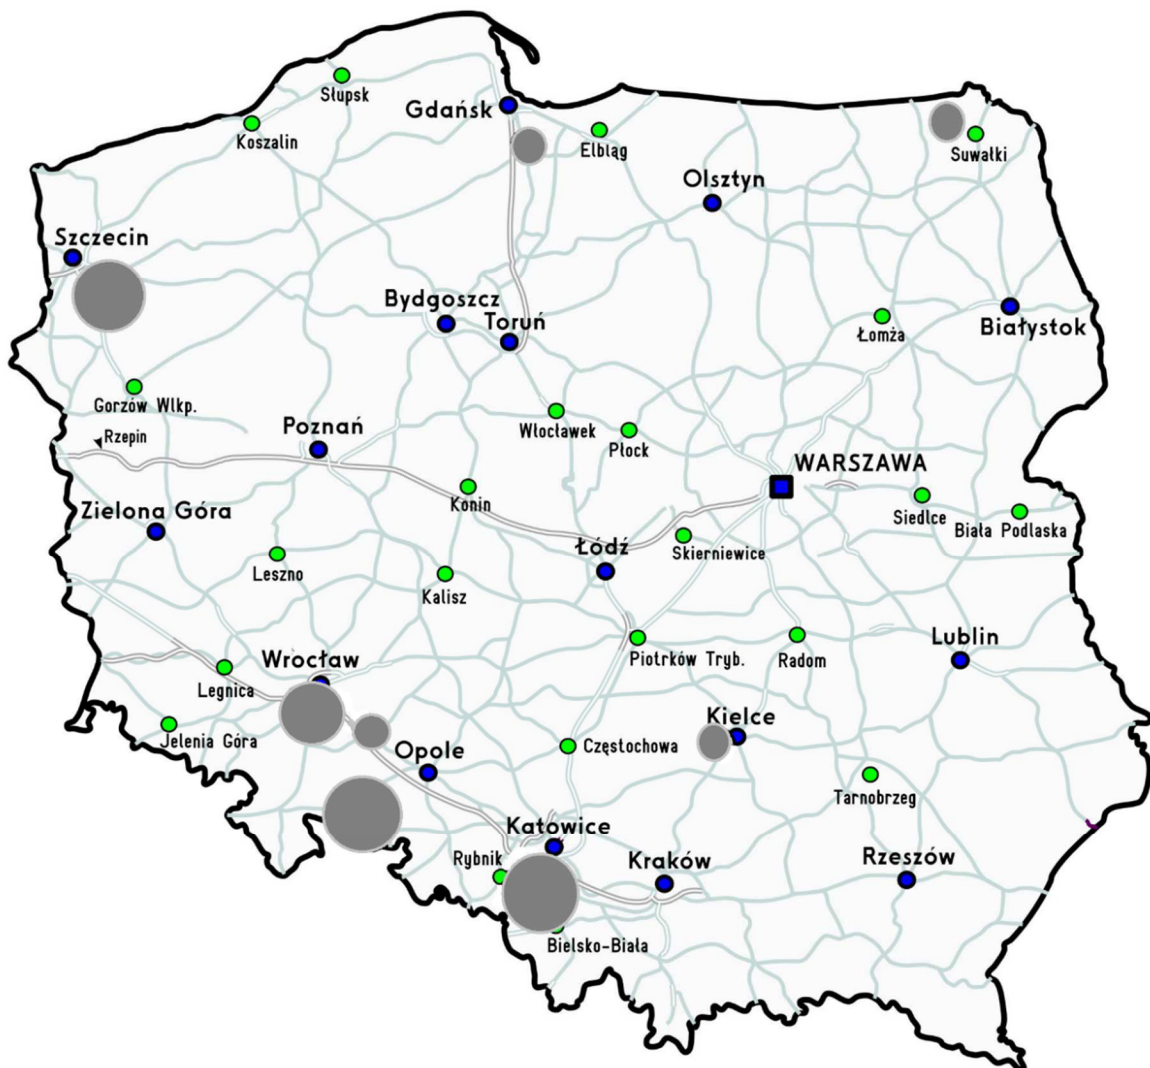 Słupsk
Gdańsk
Koszalin
Elbląg
Suwałki
Olsztyn
Szczecin
Bydgoszcz
Toruń
Łomża
Białystok
Gorzów Wlkp.
Rzepin
Poznań
Włocławek
Płock
WARSZAWA
Konin
Siedlce
Biała Podlaska
Zielona Góra
Skierniewice
Łódź
Leszno
Kalisz
Wrocław
Piotrków Tryb.
Radom
Lublin
Legnica
Jelenia Góra
Kielce
Opole
Częstochowa
Tarnobrzeg
Katowice
Rybnik
Kraków
Rzeszów
Bielsko-Biała